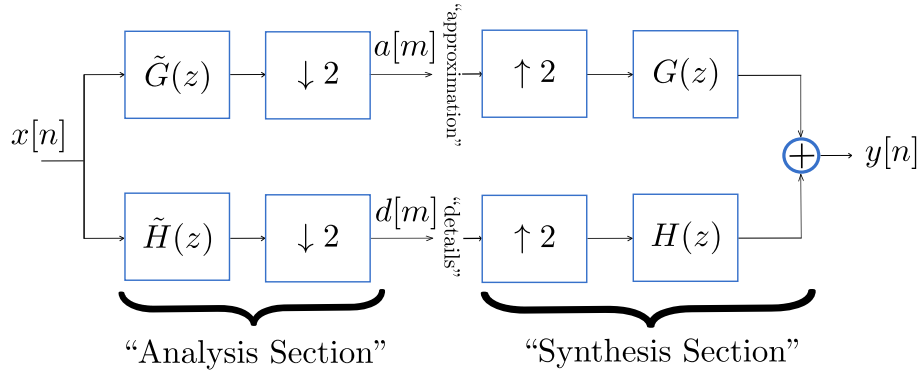 x[n]
G̃(z)
↓ 2
a[m]
“approximation”
↑ 2
G(z)
H̃(z)
↓ 2
d[m]
“details”
↑ 2
H(z)
+
y[n]
“Analysis Section”
“Synthesis Section”